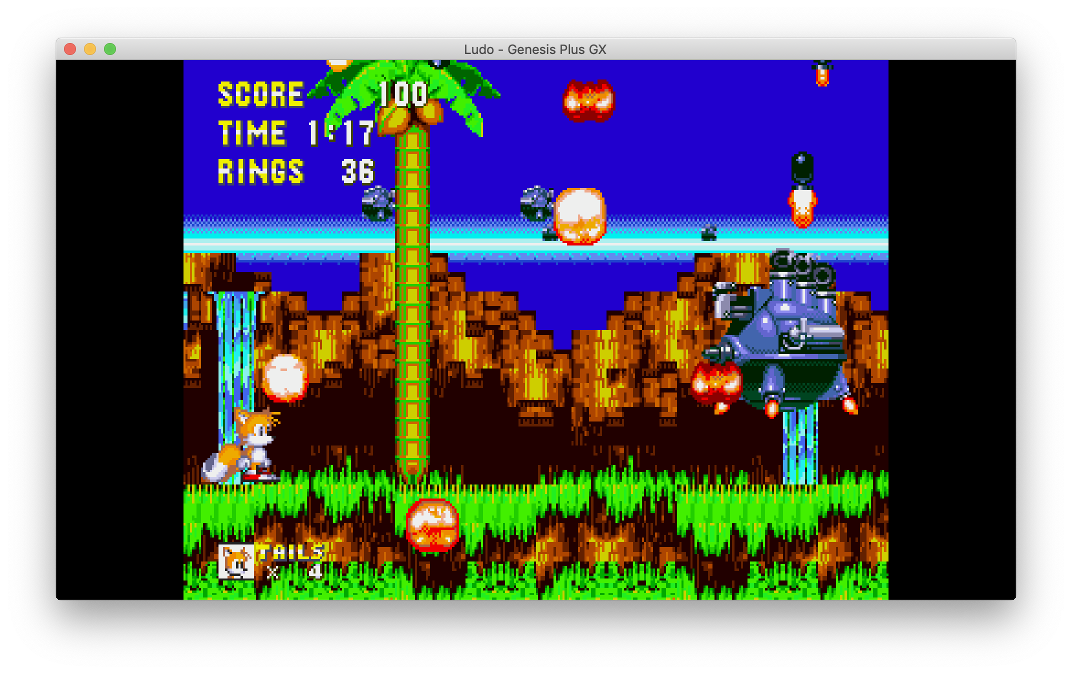 Ludo - Genesis Plus GX
SCORE 100
TIME 1:17
RINGS 36
TAILS
x 4